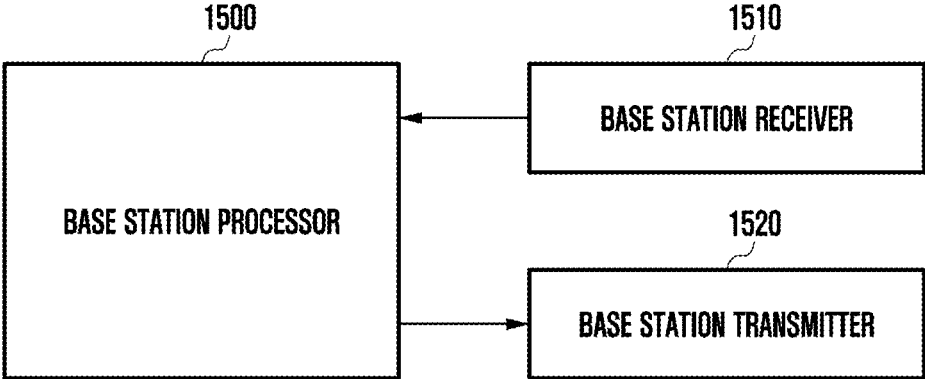 1500
1510
BASE STATION RECEIVER
BASE STATION PROCESSOR
1520
BASE STATION TRANSMITTER